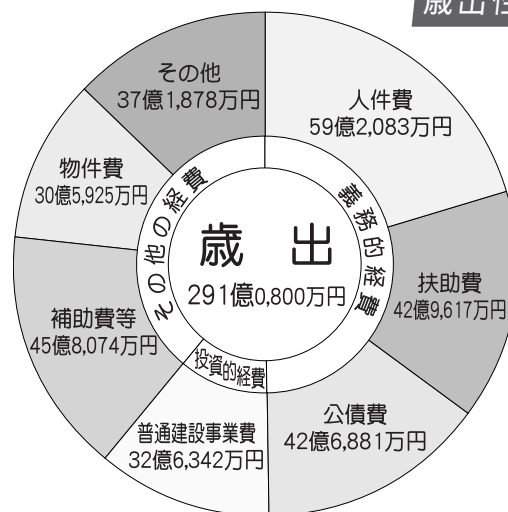 歳出
人件費
59億2,083万円
扶助費
42億9,617万円
公債費
42億6,881万円
普通建設事業費
32億6,342万円
補助費等
45億8,074万円
物件費
30億5,925万円
その他
37億1,878万円
義務的経費
投資的経費
その他の経費
歳 出
291億0,800万円